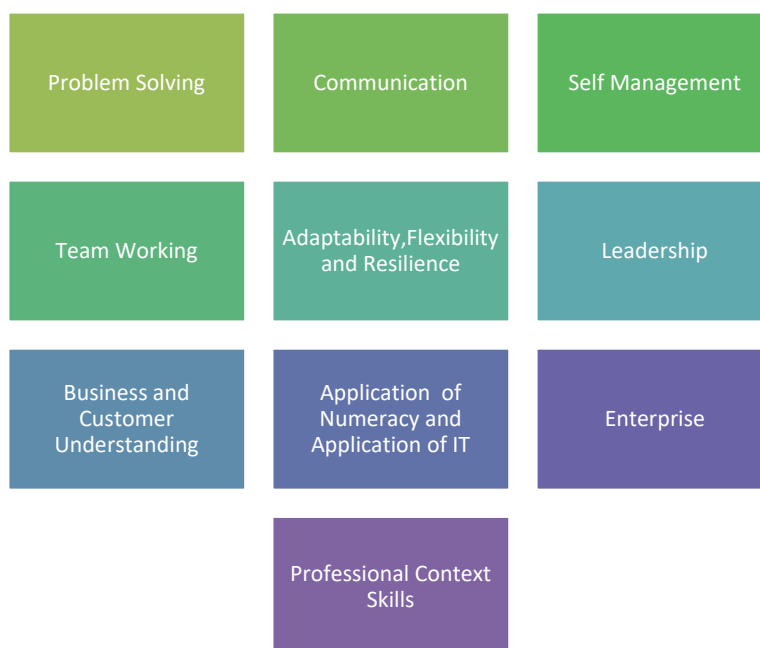 Problem Solving
Communication
Self Management
Team Working
Adaptability,Flexibility
and Resilience
Leadership
Business and
Customer
Understanding
Application  of
Numeracy and
Application of IT
Enterprise
Professional Context
Skills